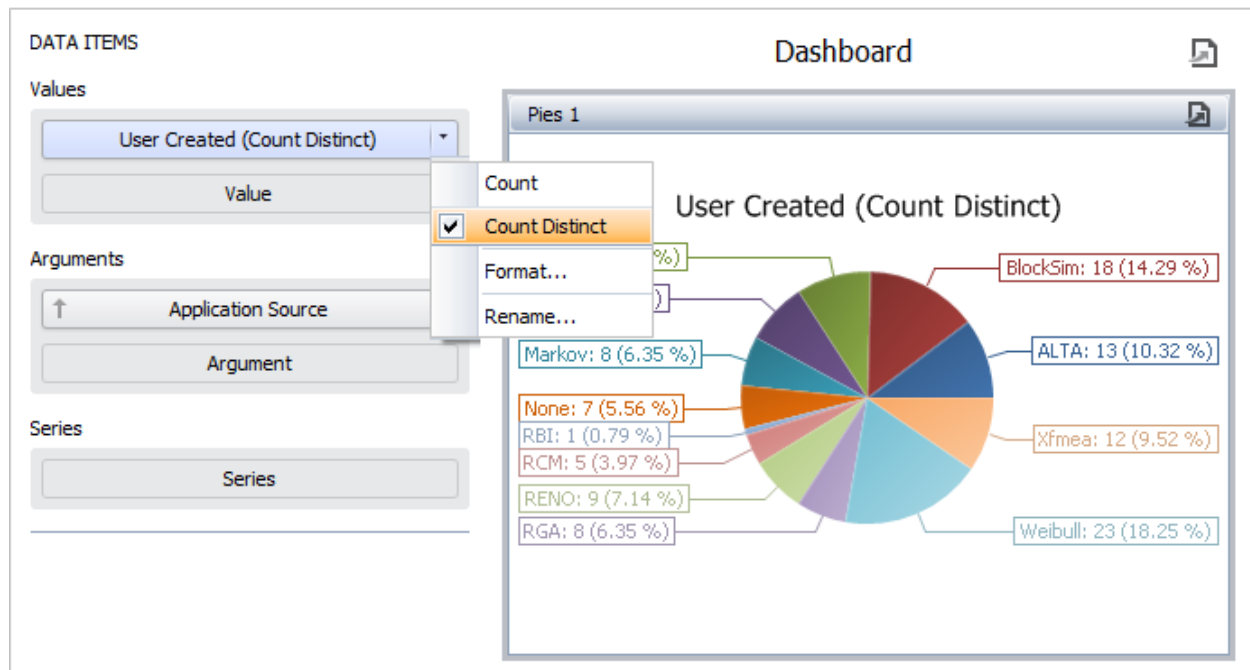 DATA ITEMS
Values
User Created (Count Distinct)
Value
Arguments
Application Source
Argument
Series
Series
Count
Count Distinct
Format...
Rename...
Dashboard
Pies 1
User Created (Count Distinct)
%)
)
BlockSim: 18 (14.29 %)
Markov: 8 (6.35 %)
ALTA: 13 (10.32 %)
None: 7 (5.56 %)
RBI: 1 (0.79 %)
Xfmea: 12 (9.52 %)
RCM: 5 (3.97 %)
RENO: 9 (7.14 %)
RGA: 8 (6.35 %)
Weibull: 23 (18.25 %)